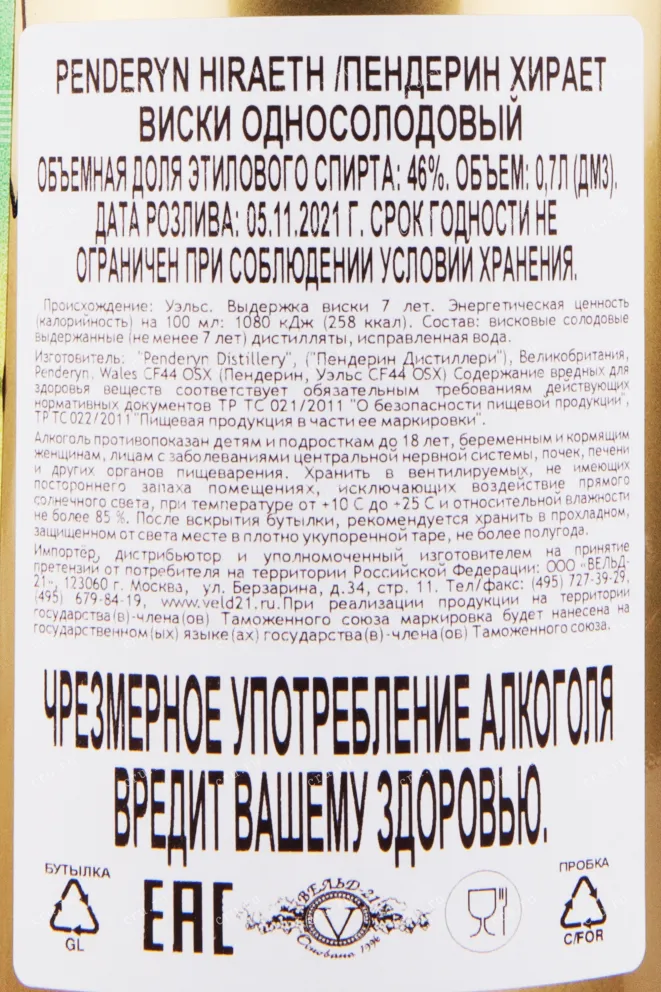 PENDERYN HIRAETH /ПЕНДЕРИН ХИРАЕТ
ВИСКИ ОДНОСОЛОДОВЫЙ
ОБЪЕМНАЯ ДОЛЯ ЭТИЛОВОГО СПИРТА: 46%. ОБЪЕМ: 0,7Л (ДМ3).
ДАТА РОЗЛИВА: 05.11.2021 Г. СРОК ГОДНОСТИ НЕ
ОГРАНИЧЕН ПРИ СОБЛЮДЕНИИ УСЛОВИЙ ХРАНЕНИЯ.
Происхождение: Уэльс. Выдержка виски 7 лет. Энергетическая ценность
(калорийность) на 100 мл: 1080 кДж (258 ккал). Состав: висковые солодовые
выдержанные (не менее 7 лет) дистилляты, исправленная вода.
Изготовитель: "Penderyn Distillery", ("Пендерин Дистиллери"), Великобритания,
Penderyn, Wales CF44 OSX (Пендерин, Уэльс CF44 OSX) Содержание вредных для
здоровья веществ соответствует обязательным требованиям действующих
нормативных документов ТР ТС 021/2011 "О безопасности пищевой продукции",
ТР ТС 022/2011 "Пищевая продукция в части ее маркировки".
Алкоголь противопоказан детям и подросткам до 18 лет, беременным и кормящим
женщинам, лицам с заболеваниями центральной нервной системы, почек, печени
и других органов пищеварения. Хранить в вентилируемых, не имеющих
постороннего запаха помещениях, исключающих воздействие прямого
солнечного света, при температуре от +10 С до +25 С и относительной влажности
не более 85 %. После вскрытия бутылки, рекомендуется хранить в прохладном,
защищенном от света месте в плотно укупоренной таре, не более полугода.
Импортёр, дистрибьютор и уполномоченный изготовителем на принятие
претензий от потребителя на территории Российской Федерации: ООО «ВЕЛЬД-
21», 123060 г. Москва, ул. Берзарина, д.34, стр. 11. Тел/факс: (495) 727-39-29,
(495) 679-84-19, www.veld21.ru.При реализации продукции на территории
государства(в)-члена(ов) Таможенного союза маркировка будет нанесена на
государственном(ых) языке(ах) государства(в)-члена(ов) Таможенного союза.
ЧРЕЗМЕРНОЕ УПОТРЕБЛЕНИЕ АЛКОГОЛЯ
ВРЕДИТ ВАШЕМУ ЗДОРОВЬЮ.
БУТЫЛКА
GL
EAC
ВЕЛЬД-21
V
Основана 1996
ПРОБКА
C/FOR